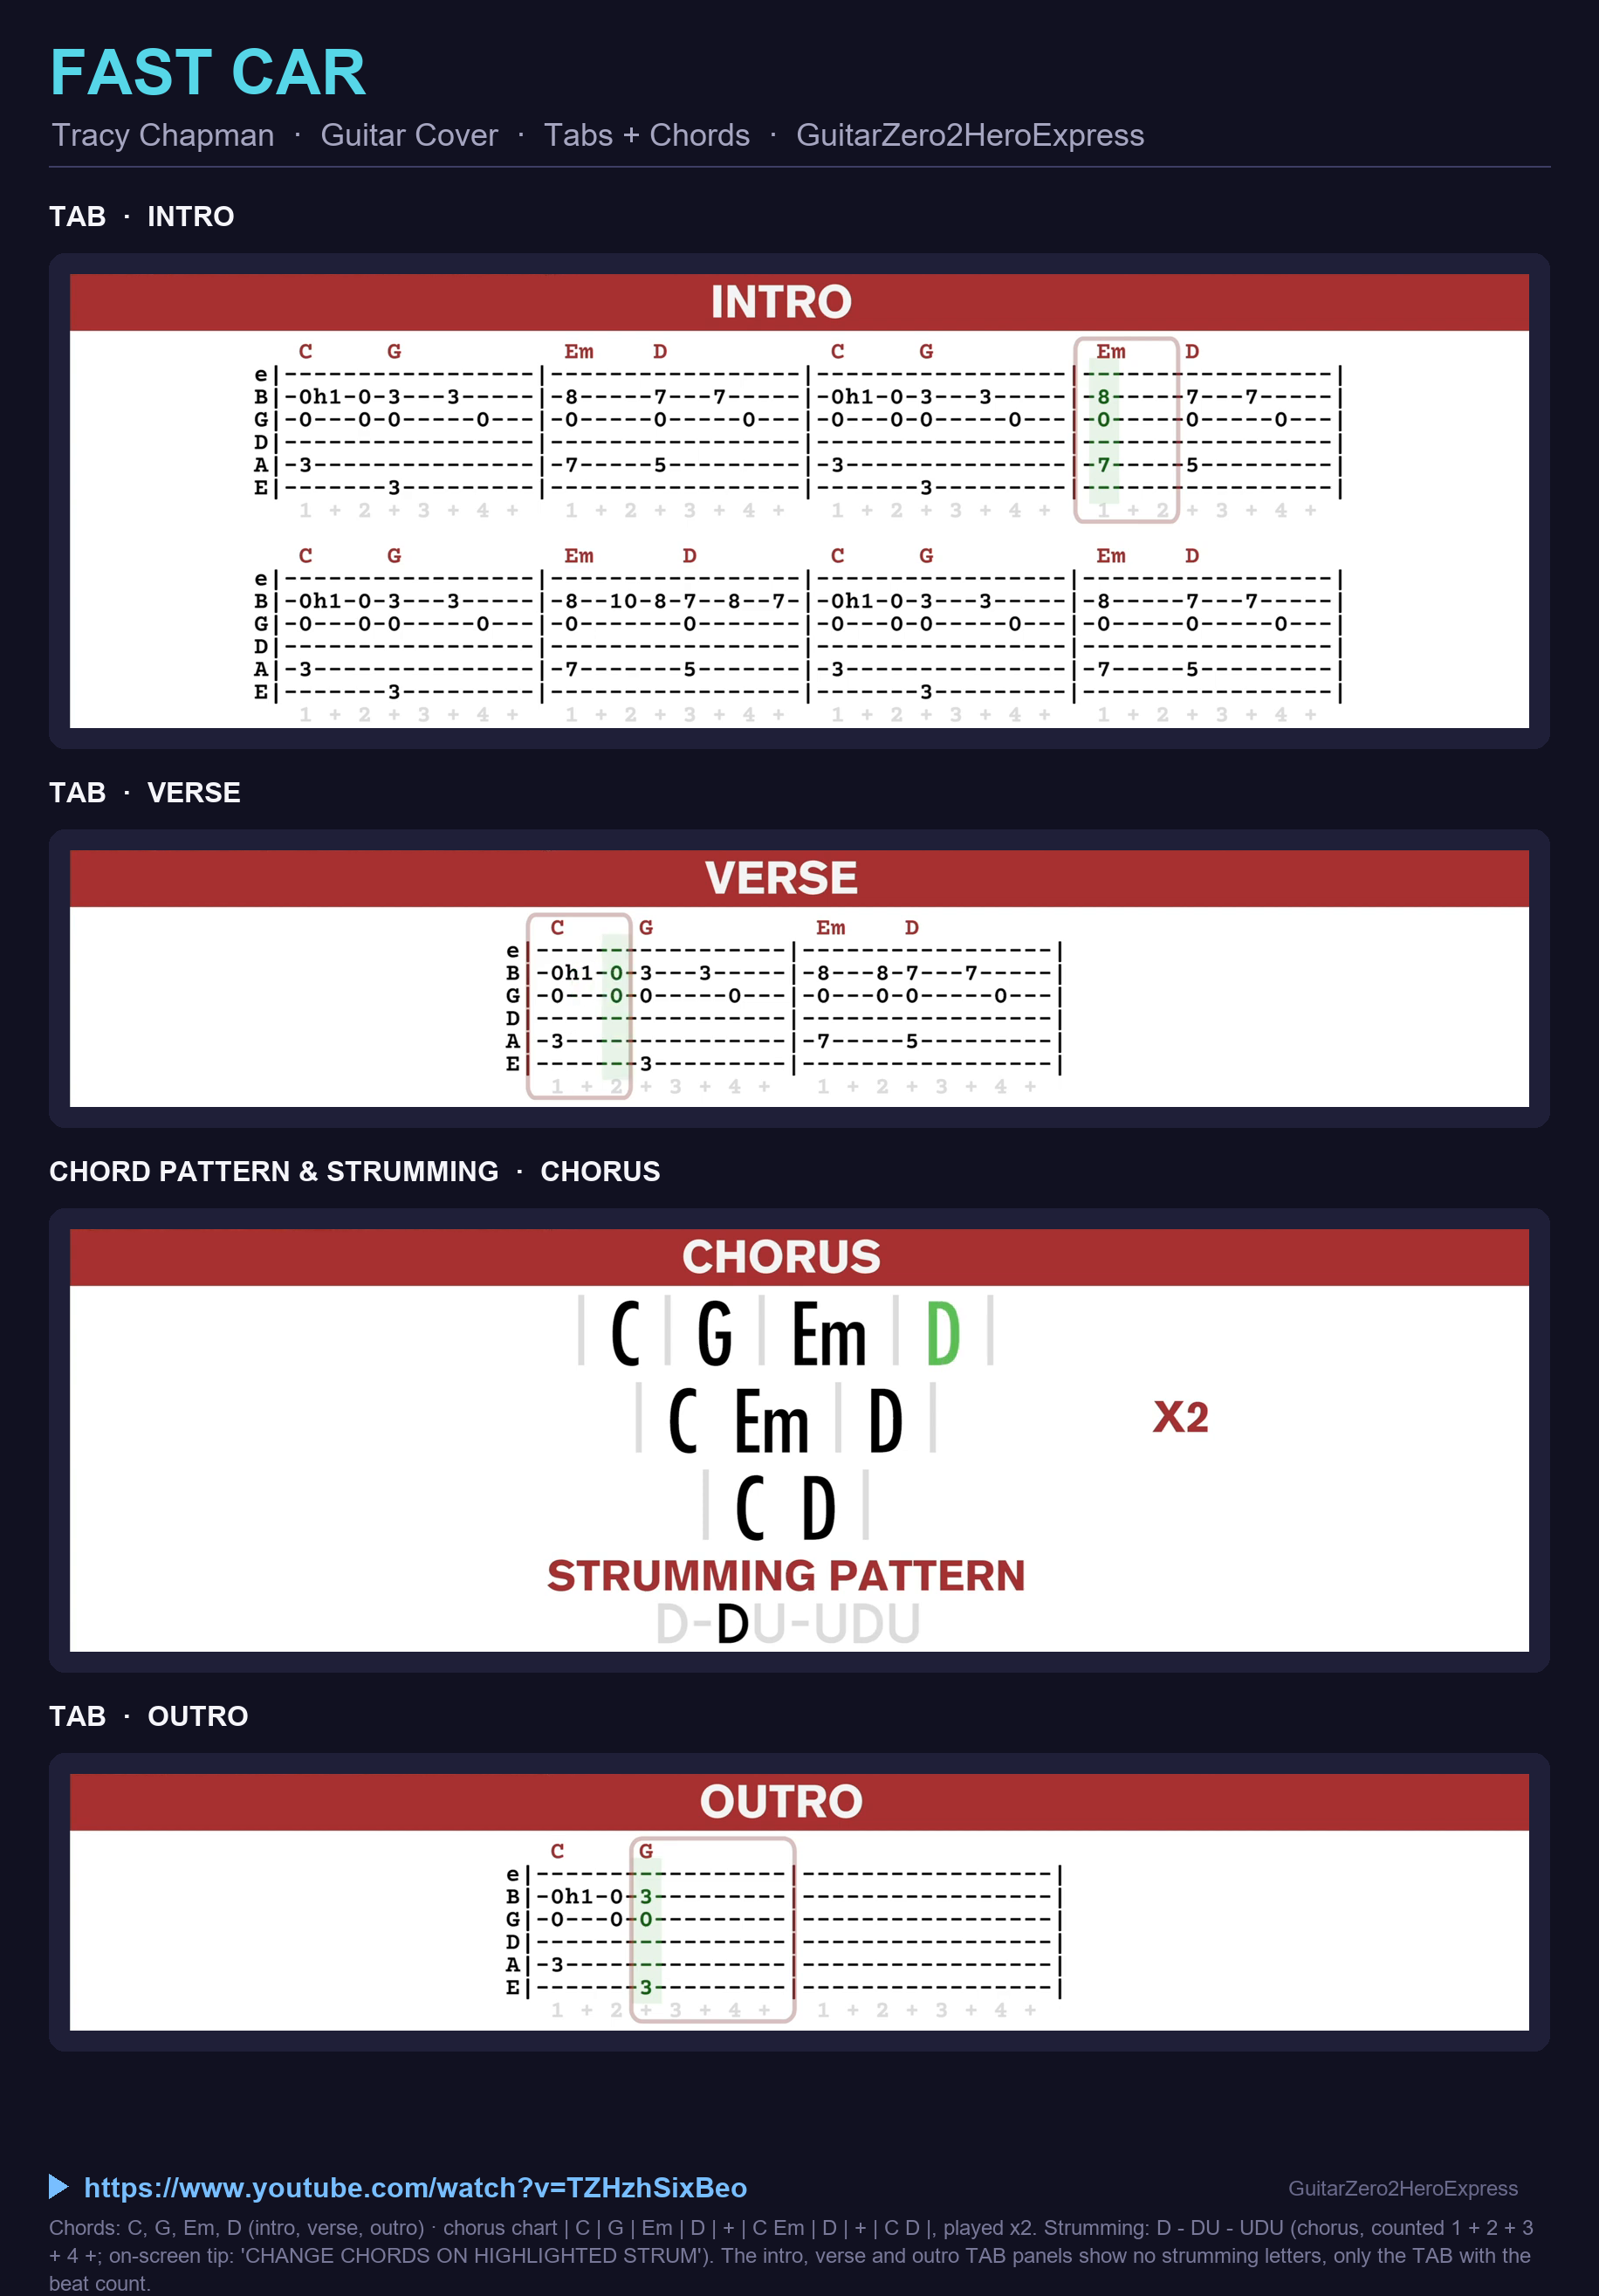 FAST CAR
Tracy Chapman · Guitar Cover · Tabs + Chords · GuitarZero2HeroExpress
TAB · INTRO
INTRO
  C     G           Em    D           C     G           Em    D
e|-----------------|-----------------|-----------------|-----------------|
B|-0h1-0-3---3-----|-8-----7---7-----|-0h1-0-3---3-----|-8-----7---7-----|
G|-0---0-0-----0---|-0-----0-----0---|-0---0-0-----0---|-0-----0-----0---|
D|-----------------|-----------------|-----------------|-----------------|
A|-3---------------|-7-----5---------|-3---------------|-7-----5---------|
E|-------3---------|-----------------|-------3---------|-----------------|
  1 + 2 + 3 + 4 +   1 + 2 + 3 + 4 +   1 + 2 + 3 + 4 +   1 + 2 + 3 + 4 +
  C     G           Em      D         C     G           Em    D
e|-----------------|-----------------|-----------------|-----------------|
B|-0h1-0-3---3-----|-8--10-8-7--8--7-|-0h1-0-3---3-----|-8-----7---7-----|
G|-0---0-0-----0---|-0-------0-------|-0---0-0-----0---|-0-----0-----0---|
D|-----------------|-----------------|-----------------|-----------------|
A|-3---------------|-7-------5-------|-3---------------|-7-----5---------|
E|-------3---------|-----------------|-------3---------|-----------------|
  1 + 2 + 3 + 4 +   1 + 2 + 3 + 4 +   1 + 2 + 3 + 4 +   1 + 2 + 3 + 4 +
TAB · VERSE
VERSE
  C     G           Em    D
e|-----------------|-----------------|
B|-0h1-0-3---3-----|-8---8-7---7-----|
G|-0---0-0-----0---|-0---0-0-----0---|
D|-----------------|-----------------|
A|-3---------------|-7-----5---------|
E|-------3---------|-----------------|
  1 + 2 + 3 + 4 +   1 + 2 + 3 + 4 +
CHORD PATTERN & STRUMMING · CHORUS
CHORUS
| C | G | Em | D |
| C Em | D | X2
| C D |
STRUMMING PATTERN
D-DU-UDU
TAB · OUTRO
OUTRO
  C     G
e|-----------------|-----------------|
B|-0h1-0-3---------|-----------------|
G|-0---0-0---------|-----------------|
D|-----------------|-----------------|
A|-3---------------|-----------------|
E|-------3---------|-----------------|
  1 + 2 + 3 + 4 +   1 + 2 + 3 + 4 +
https://www.youtube.com/watch?v=TZHzhSixBeo GuitarZero2HeroExpress
Chords: C, G, Em, D (intro, verse, outro) · chorus chart | C | G | Em | D | + | C Em | D | + | C D |, played x2. Strumming: D - DU - UDU (chorus, counted 1 + 2 + 3
+ 4 +; on-screen tip: 'CHANGE CHORDS ON HIGHLIGHTED STRUM'). The intro, verse and outro TAB panels show no strumming letters, only the TAB with the
beat count.